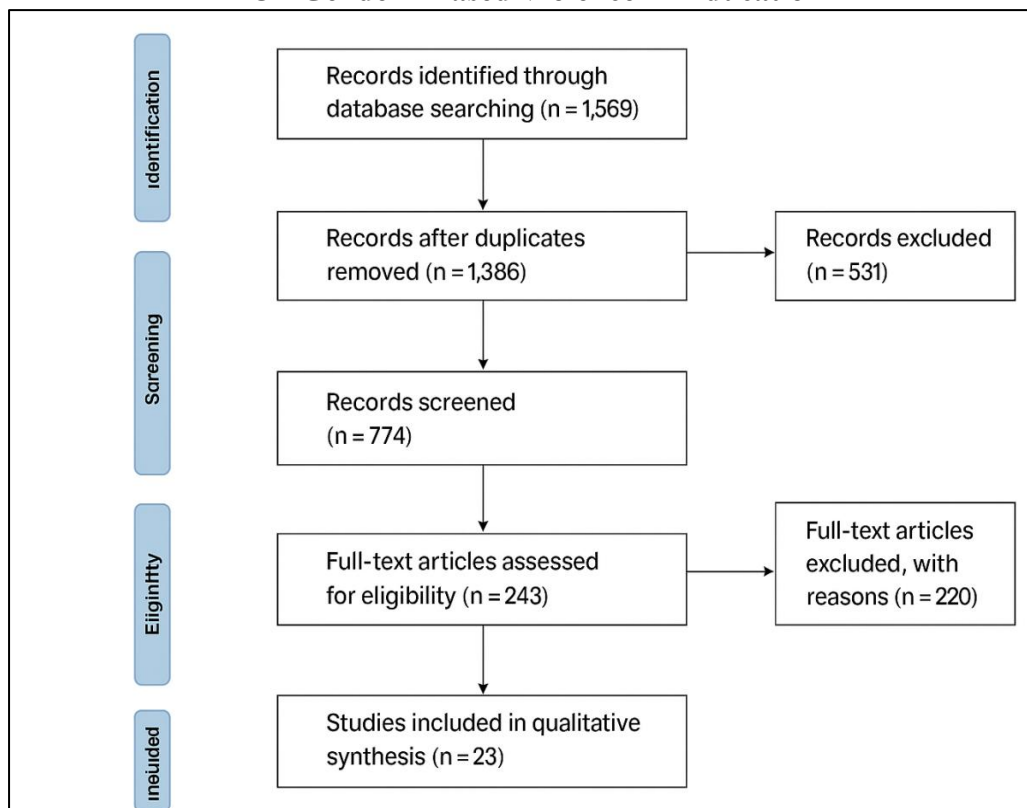 identification
Records identified through
database searching (n = 1,569)
Records after duplicates
removed (n = 1,386)
Records excluded
(n = 531)
Sareening
Records screened
(n = 774)
Full-text articles assessed
for eligibility (n = 243)
Full-text articles
excluded, with
reasons (n = 220)
Studies included in qualitative
synthesis (n = 23)